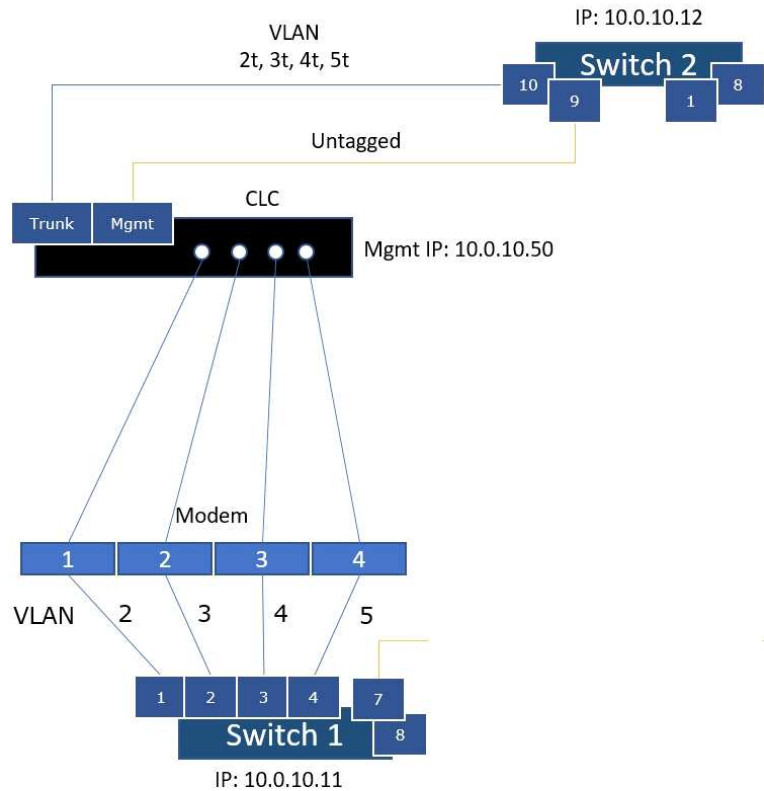 IP: 10.0.10.12
VLAN
2t, 3t, 4t, 5t
Switch 2
10
9
1
8
Untagged
CLC
Trunk
Mgmt
Mgmt IP: 10.0.10.50
Modem
1
2
3
4
VLAN
2
3
4
5
1
2
3
4
7
Switch 1
8
IP: 10.0.10.11